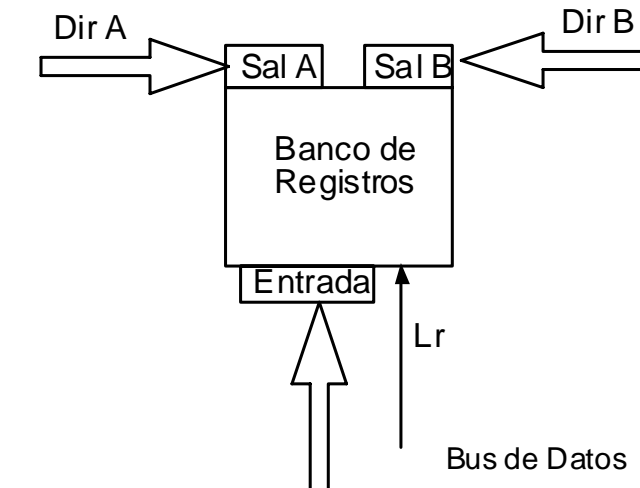 Dir A
Dir B
Sal A
Sal B
Banco de
Registros
Entrada
Lr
Bus de Datos